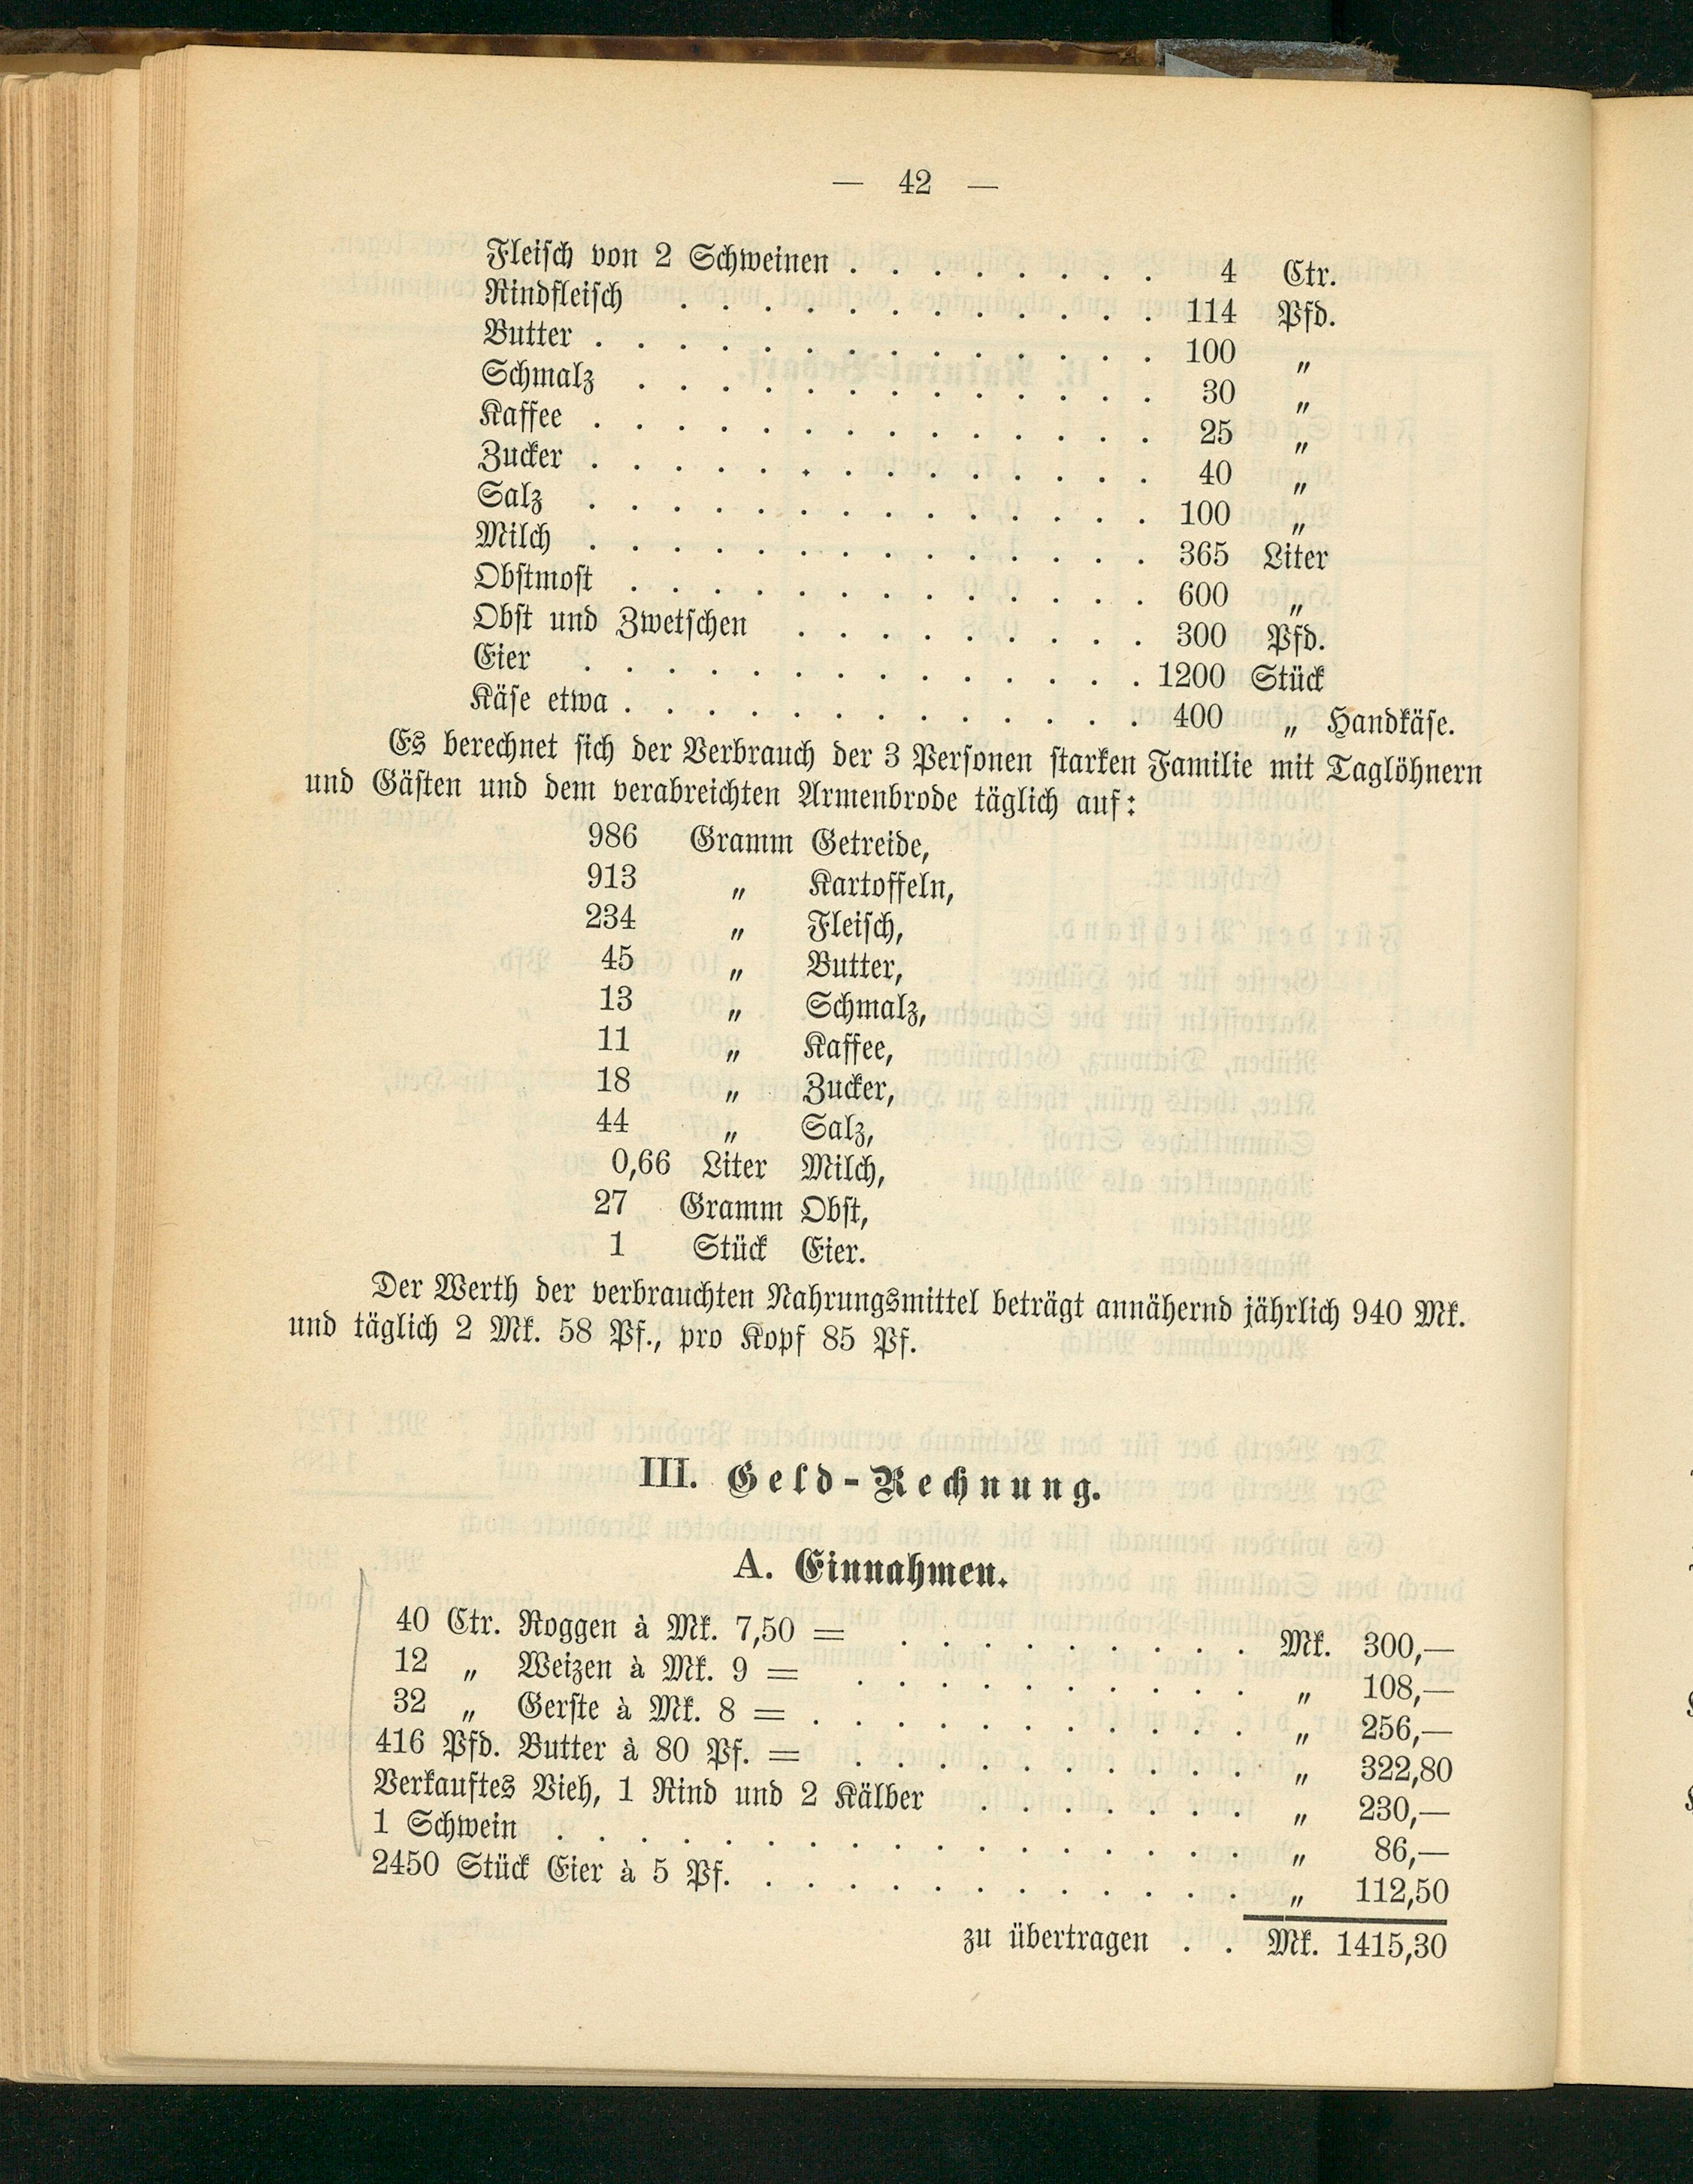 — 42 —
Fleisch von 2 Schweinen . . . . . . . . 4 Ctr.
Rindfleisch . . . . . . . . . . . . 114 Pfd.
Butter . . . . . . . . . . . . . . 100 „
Schmalz . . . . . . . . . . . . . 30 „
Kaffee . . . . . . . . . . . . . . 25 „
Zucker . . . . . . . . . . . . . . 40 „
Salz . . . . . . . . . . . . . . 100 „
Milch . . . . . . . . . . . . . . 365 Liter
Obstmost . . . . . . . . . . . . . 600 „
Obst und Zwetschen . . . . . . . . . 300 Pfd.
Eier . . . . . . . . . . . . . . 1200 Stück
Käse etwa . . . . . . . . . . . . . 400 „ Handkäse.
Es berechnet sich der Verbrauch der 3 Personen starken Familie mit Taglöhnern
und Gästen und dem verabreichten Armenbrode täglich auf:
986 Gramm Getreide,
913 „ Kartoffeln,
234 „ Fleisch,
45 „ Butter,
13 „ Schmalz,
11 „ Kaffee,
18 „ Zucker,
44 „ Salz,
0,66 Liter Milch,
27 Gramm Obst,
1 Stück Eier.
Der Werth der verbrauchten Nahrungsmittel beträgt annähernd jährlich 940 Mk.
und täglich 2 Mk. 58 Pf., pro Kopf 85 Pf.
III. Geld-Rechnung.
A. Einnahmen.
40 Ctr. Roggen à Mk. 7,50 = . . . . . . . . . Mk. 300,—
12 „ Weizen à Mk. 9 = . . . . . . . . . . „ 108,—
32 „ Gerste à Mk. 8 = . . . . . . . . . . . „ 256,—
416 Pfd. Butter à 80 Pf. = . . . . . . . . . . „ 322,80
Verkauftes Vieh, 1 Rind und 2 Kälber . . . . . . . „ 230,—
1 Schwein . . . . . . . . . . . . . . . . . „ 86,—
2450 Stück Eier à 5 Pf. . . . . . . . . . . . . „ 112,50
zu übertragen . . Mk. 1415,30